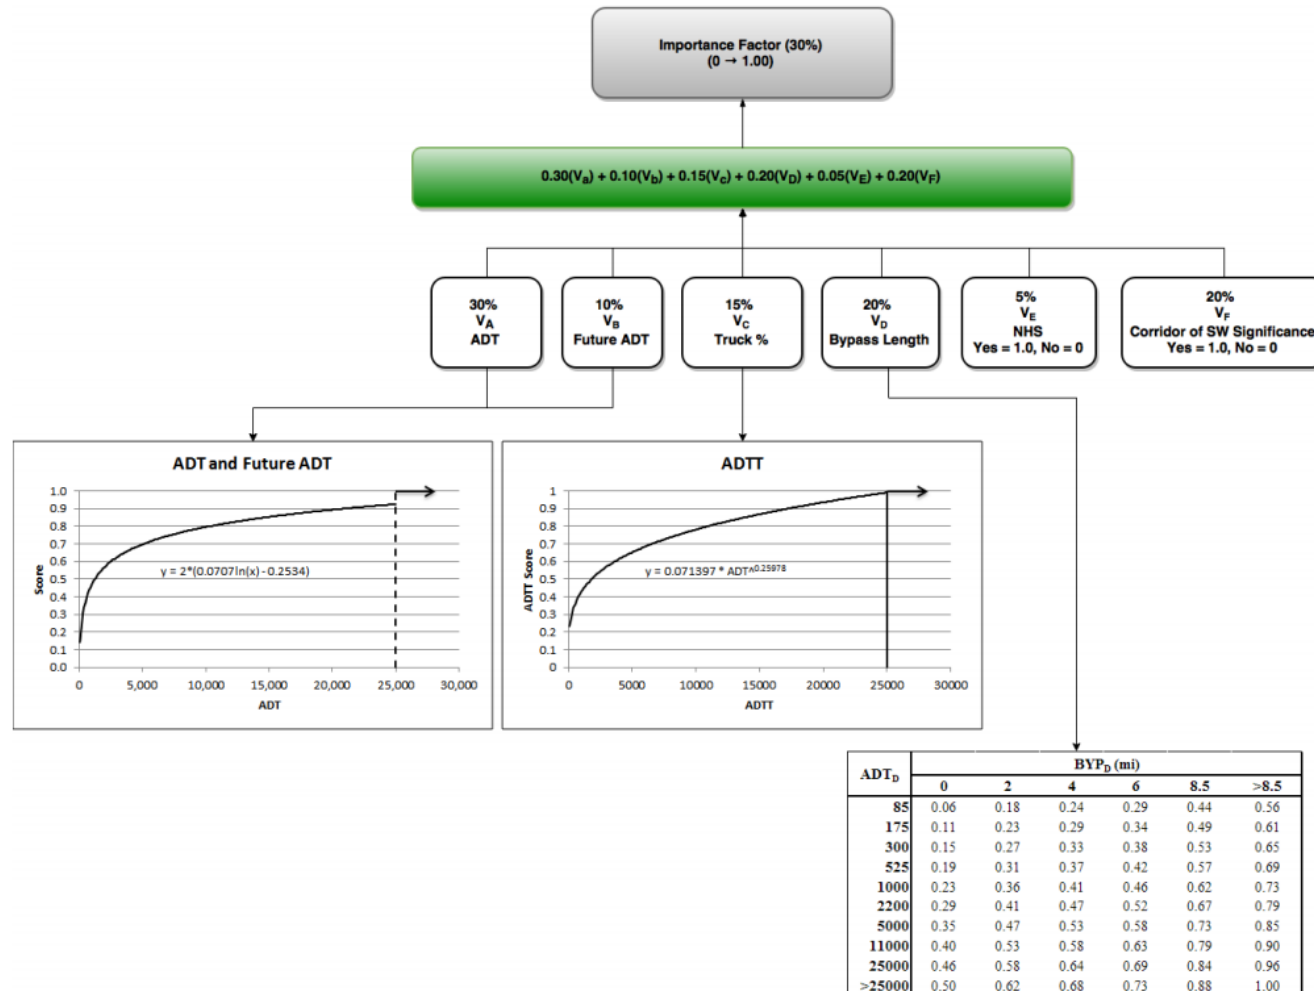 Importance Factor (30%)
(0 → 1.00)
0.30(Va) + 0.10(Vb) + 0.15(Vc) + 0.20(VD) + 0.05(VE) + 0.20(VF)
30%
VA
ADT
10%
VB
Future ADT
15%
VC
Truck %
20%
VD
Bypass Length
5%
VE
NHS
Yes = 1.0, No = 0
20%
VF
Corridor of SW Significance
Yes = 1.0, No = 0
ADT and Future ADT
1.0
0.9
0.8
0.7
0.6
0.5
0.4
0.3
0.2
0.1
0.0
Score
y = 2*(0.0707ln(x) - 0.2534)
0 5,000 10,000 15,000 20,000 25,000 30,000
ADT
ADTT
1
0.9
0.8
0.7
0.6
0.5
0.4
0.3
0.2
0.1
0
ADTT Score
y = 0.071397 * ADT^0.25978
0 5000 10000 15000 20000 25000 30000
ADTT
ADTD BYPD (mi)
0 2 4 6 8.5 >8.5
85 0.06 0.18 0.24 0.29 0.44 0.56
175 0.11 0.23 0.29 0.34 0.49 0.61
300 0.15 0.27 0.33 0.38 0.53 0.65
525 0.19 0.31 0.37 0.42 0.57 0.69
1000 0.23 0.36 0.41 0.46 0.62 0.73
2200 0.29 0.41 0.47 0.52 0.67 0.79
5000 0.35 0.47 0.53 0.58 0.73 0.85
11000 0.40 0.53 0.58 0.63 0.79 0.90
25000 0.46 0.58 0.64 0.69 0.84 0.96
>25000 0.50 0.62 0.68 0.73 0.88 1.00